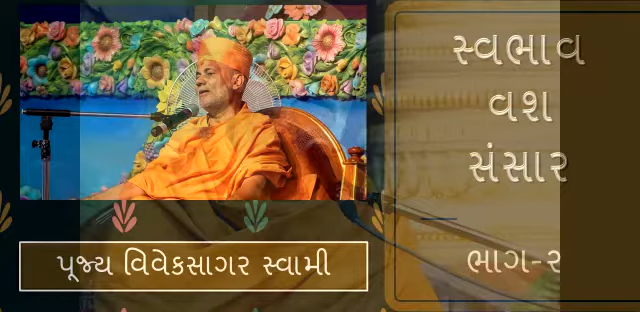 સ્વભાવ
વશ
સંસાર
ભાગ-૨
પૂજ્ય વિવેકસાગર સ્વામી